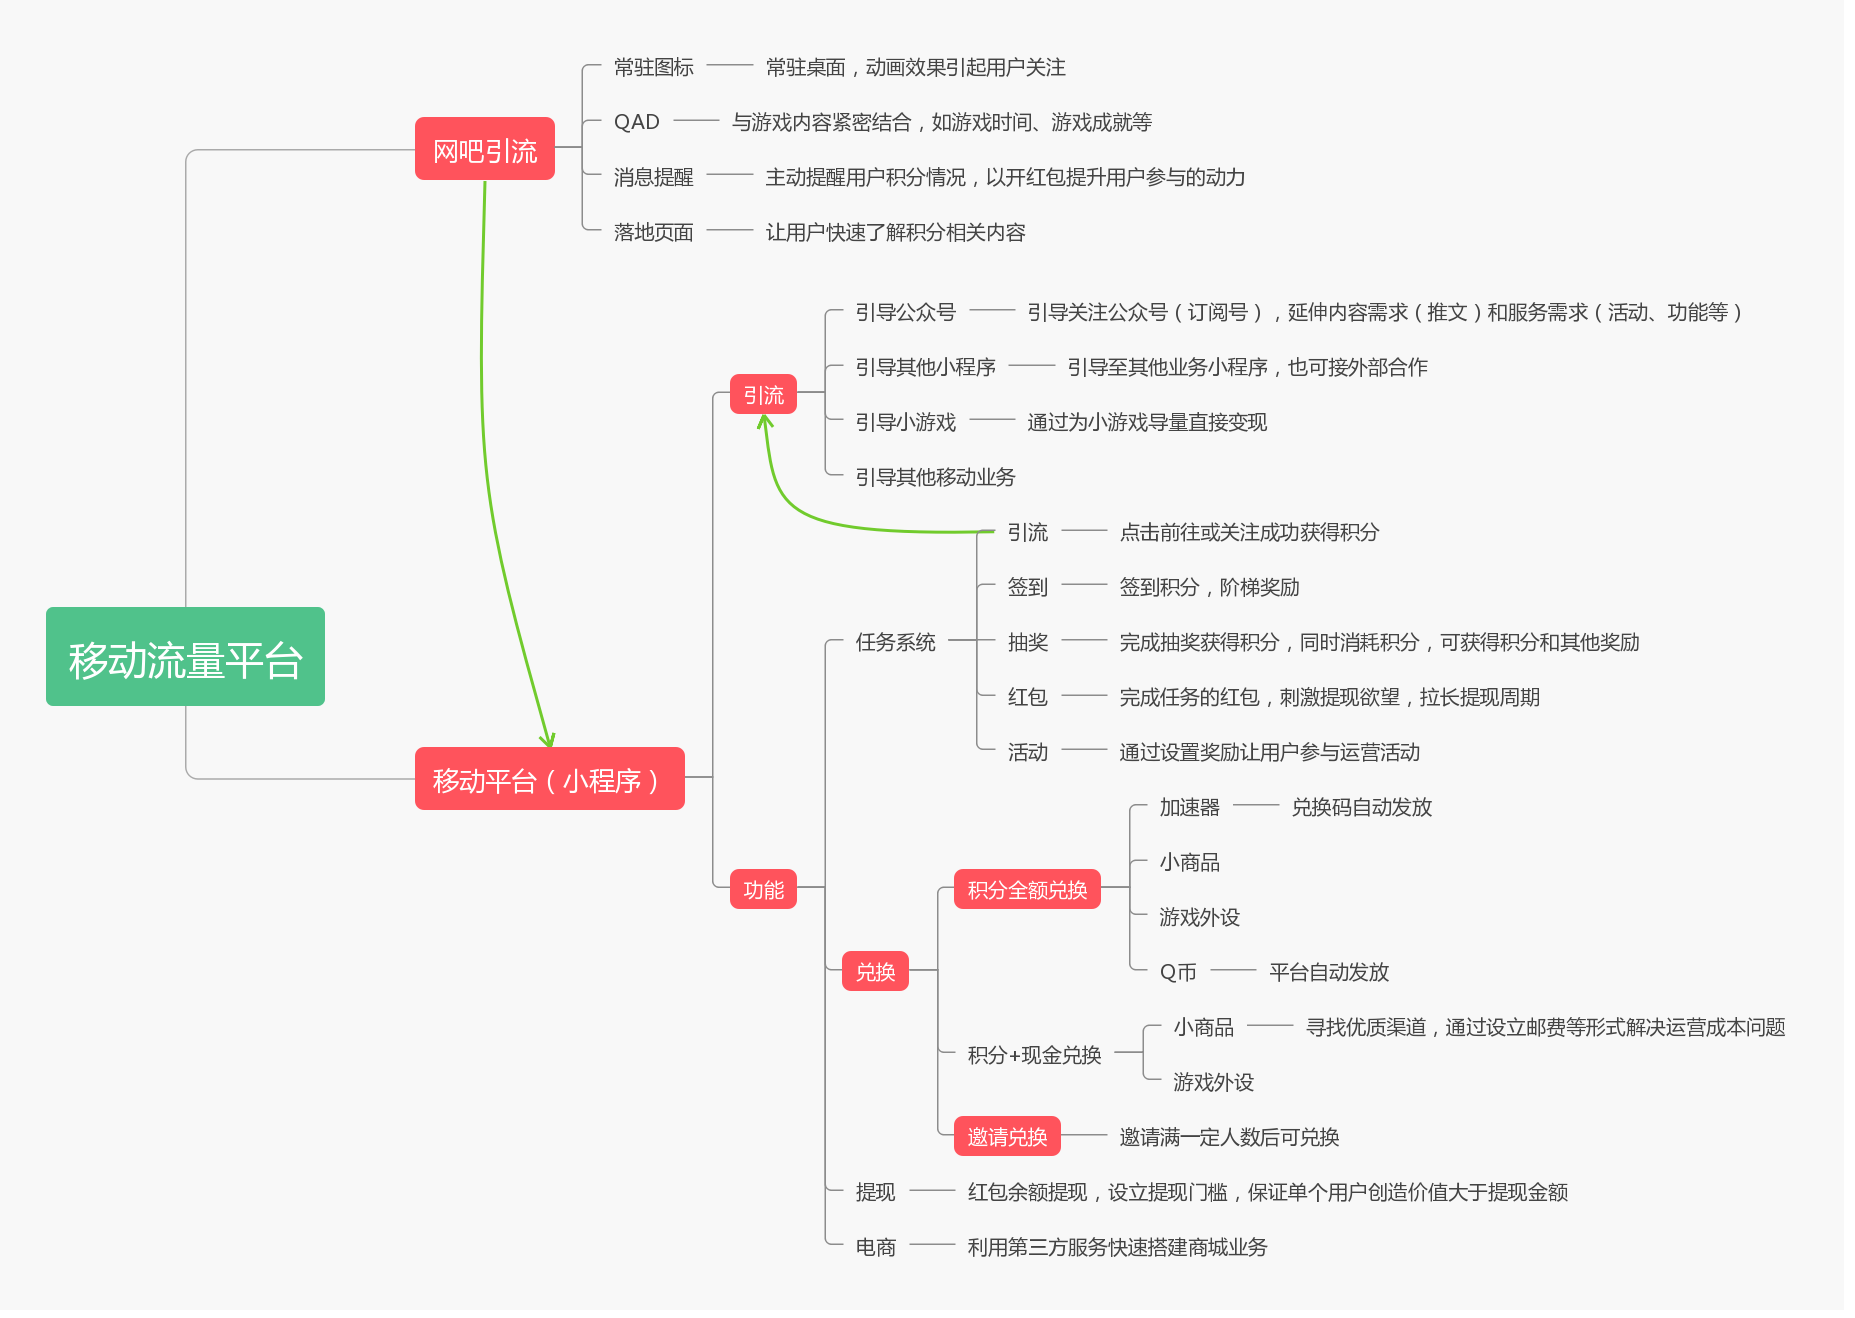 移动流量平台
网吧引流
常驻图标
常驻桌面，动画效果引起用户关注
QAD
与游戏内容紧密结合，如游戏时间、游戏成就等
消息提醒
主动提醒用户积分情况，以开红包提升用户参与的动力
落地页面
让用户快速了解积分相关内容
移动平台（小程序）
引流
引导公众号
引导关注公众号（订阅号），延伸内容需求（推文）和服务需求（活动、功能等）
引导其他小程序
引导至其他业务小程序，也可接外部合作
引导小游戏
通过为小游戏导量直接变现
引导其他移动业务
功能
任务系统
引流
点击前往或关注成功获得积分
签到
签到积分，阶梯奖励
抽奖
完成抽奖获得积分，同时消耗积分，可获得积分和其他奖励
红包
完成任务的红包，刺激提现欲望，拉长提现周期
活动
通过设置奖励让用户参与运营活动
兑换
积分全额兑换
加速器
兑换码自动发放
小商品
游戏外设
Q币
平台自动发放
积分+现金兑换
小商品
寻找优质渠道，通过设立邮费等形式解决运营成本问题
游戏外设
邀请兑换
邀请满一定人数后可兑换
提现
红包余额提现，设立提现门槛，保证单个用户创造价值大于提现金额
电商
利用第三方服务快速搭建商城业务